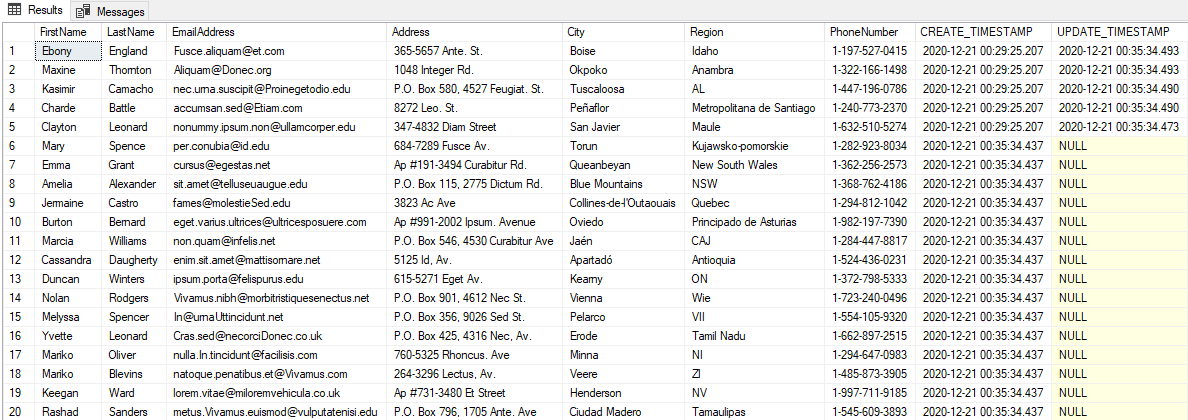 Results Messages
FirstName LastName EmailAddress Address City Region PhoneNumber CREATE_TIMESTAMP UPDATE_TIMESTAMP
1 Ebony England Fusce.aliquam@et.com 365-5657 Ante. St. Boise Idaho 1-197-527-0415 2020-12-21 00:29:25.207 2020-12-21 00:35:34.493
2 Maxine Thornton Aliquam@Donec.org 1048 Integer Rd. Okpoko Anambra 1-322-166-1498 2020-12-21 00:29:25.207 2020-12-21 00:35:34.493
3 Kasimir Camacho nec.urna.suscipit@Proinegetodio.edu P.O. Box 580, 4527 Feugiat. St. Tuscaloosa AL 1-447-196-0786 2020-12-21 00:29:25.207 2020-12-21 00:35:34.490
4 Charde Battle accumsan.sed@Etiam.com 8272 Leo. St. Peñaflor Metropolitana de Santiago 1-240-773-2370 2020-12-21 00:29:25.207 2020-12-21 00:35:34.490
5 Clayton Leonard nonummy.ipsum.non@ullamcorper.edu 347-4832 Diam Street San Javier Maule 1-632-510-5274 2020-12-21 00:29:25.207 2020-12-21 00:35:34.473
6 Mary Spence per.conubia@id.edu 684-7289 Fusce Av. Torun Kujawsko-pomorskie 1-282-923-8034 2020-12-21 00:35:34.437 NULL
7 Emma Grant cursus@egestas.net Ap #191-3494 Curabitur Rd. Queanbeyan New South Wales 1-362-256-2573 2020-12-21 00:35:34.437 NULL
8 Amelia Alexander sit.amet@telluseuaugue.edu P.O. Box 115, 2775 Dictum Rd. Blue Mountains NSW 1-368-762-4186 2020-12-21 00:35:34.437 NULL
9 Jermaine Castro fames@molestieSed.edu 3823 Ac Ave Collines-de-l'Outaouais Quebec 1-294-812-1042 2020-12-21 00:35:34.437 NULL
10 Burton Bernard eget.varius.ultrices@ultricesposuere.com Ap #991-2002 Ipsum. Avenue Oviedo Principado de Asturias 1-982-197-7390 2020-12-21 00:35:34.437 NULL
11 Marcia Williams non.quam@infelis.net P.O. Box 546, 4530 Curabitur Ave Jaén CAJ 1-284-447-8817 2020-12-21 00:35:34.437 NULL
12 Cassandra Daugherty enim.sit.amet@mattisornare.net 5125 Id, Av. Apartadó Antioquia 1-524-436-0231 2020-12-21 00:35:34.437 NULL
13 Duncan Winters ipsum.porta@felispurus.edu 615-5271 Eget Av. Kearny ON 1-372-798-5333 2020-12-21 00:35:34.437 NULL
14 Nolan Rodgers Vivamus.nibh@morbitristiquesenectus.net P.O. Box 901, 4612 Nec St. Vienna Wie 1-723-240-0496 2020-12-21 00:35:34.437 NULL
15 Melyssa Spencer In@urnaUttincidunt.net P.O. Box 356, 9026 Sed St. Pelarco VII 1-554-105-9320 2020-12-21 00:35:34.437 NULL
16 Yvette Leonard Cras.sed@necorciDonec.co.uk P.O. Box 425, 4316 Nec, Av. Erode Tamil Nadu 1-662-897-2515 2020-12-21 00:35:34.437 NULL
17 Mariko Oliver nulla.In.tincidunt@facilisis.com 760-5325 Rhoncus. Ave Minna NI 1-294-647-0983 2020-12-21 00:35:34.437 NULL
18 Mariko Blevins natoque.penatibus.et@Vivamus.com 264-3296 Lectus, Av. Veere ZI 1-485-873-3905 2020-12-21 00:35:34.437 NULL
19 Keegan Ward lorem.vitae@miloremvehicula.co.uk Ap #731-3480 Et Street Henderson NV 1-997-711-9185 2020-12-21 00:35:34.437 NULL
20 Rashad Sanders metus.Vivamus.euismod@vulputatenisi.edu P.O. Box 796, 1705 Ante. Ave Ciudad Madero Tamaulipas 1-545-609-3893 2020-12-21 00:35:34.437 NULL